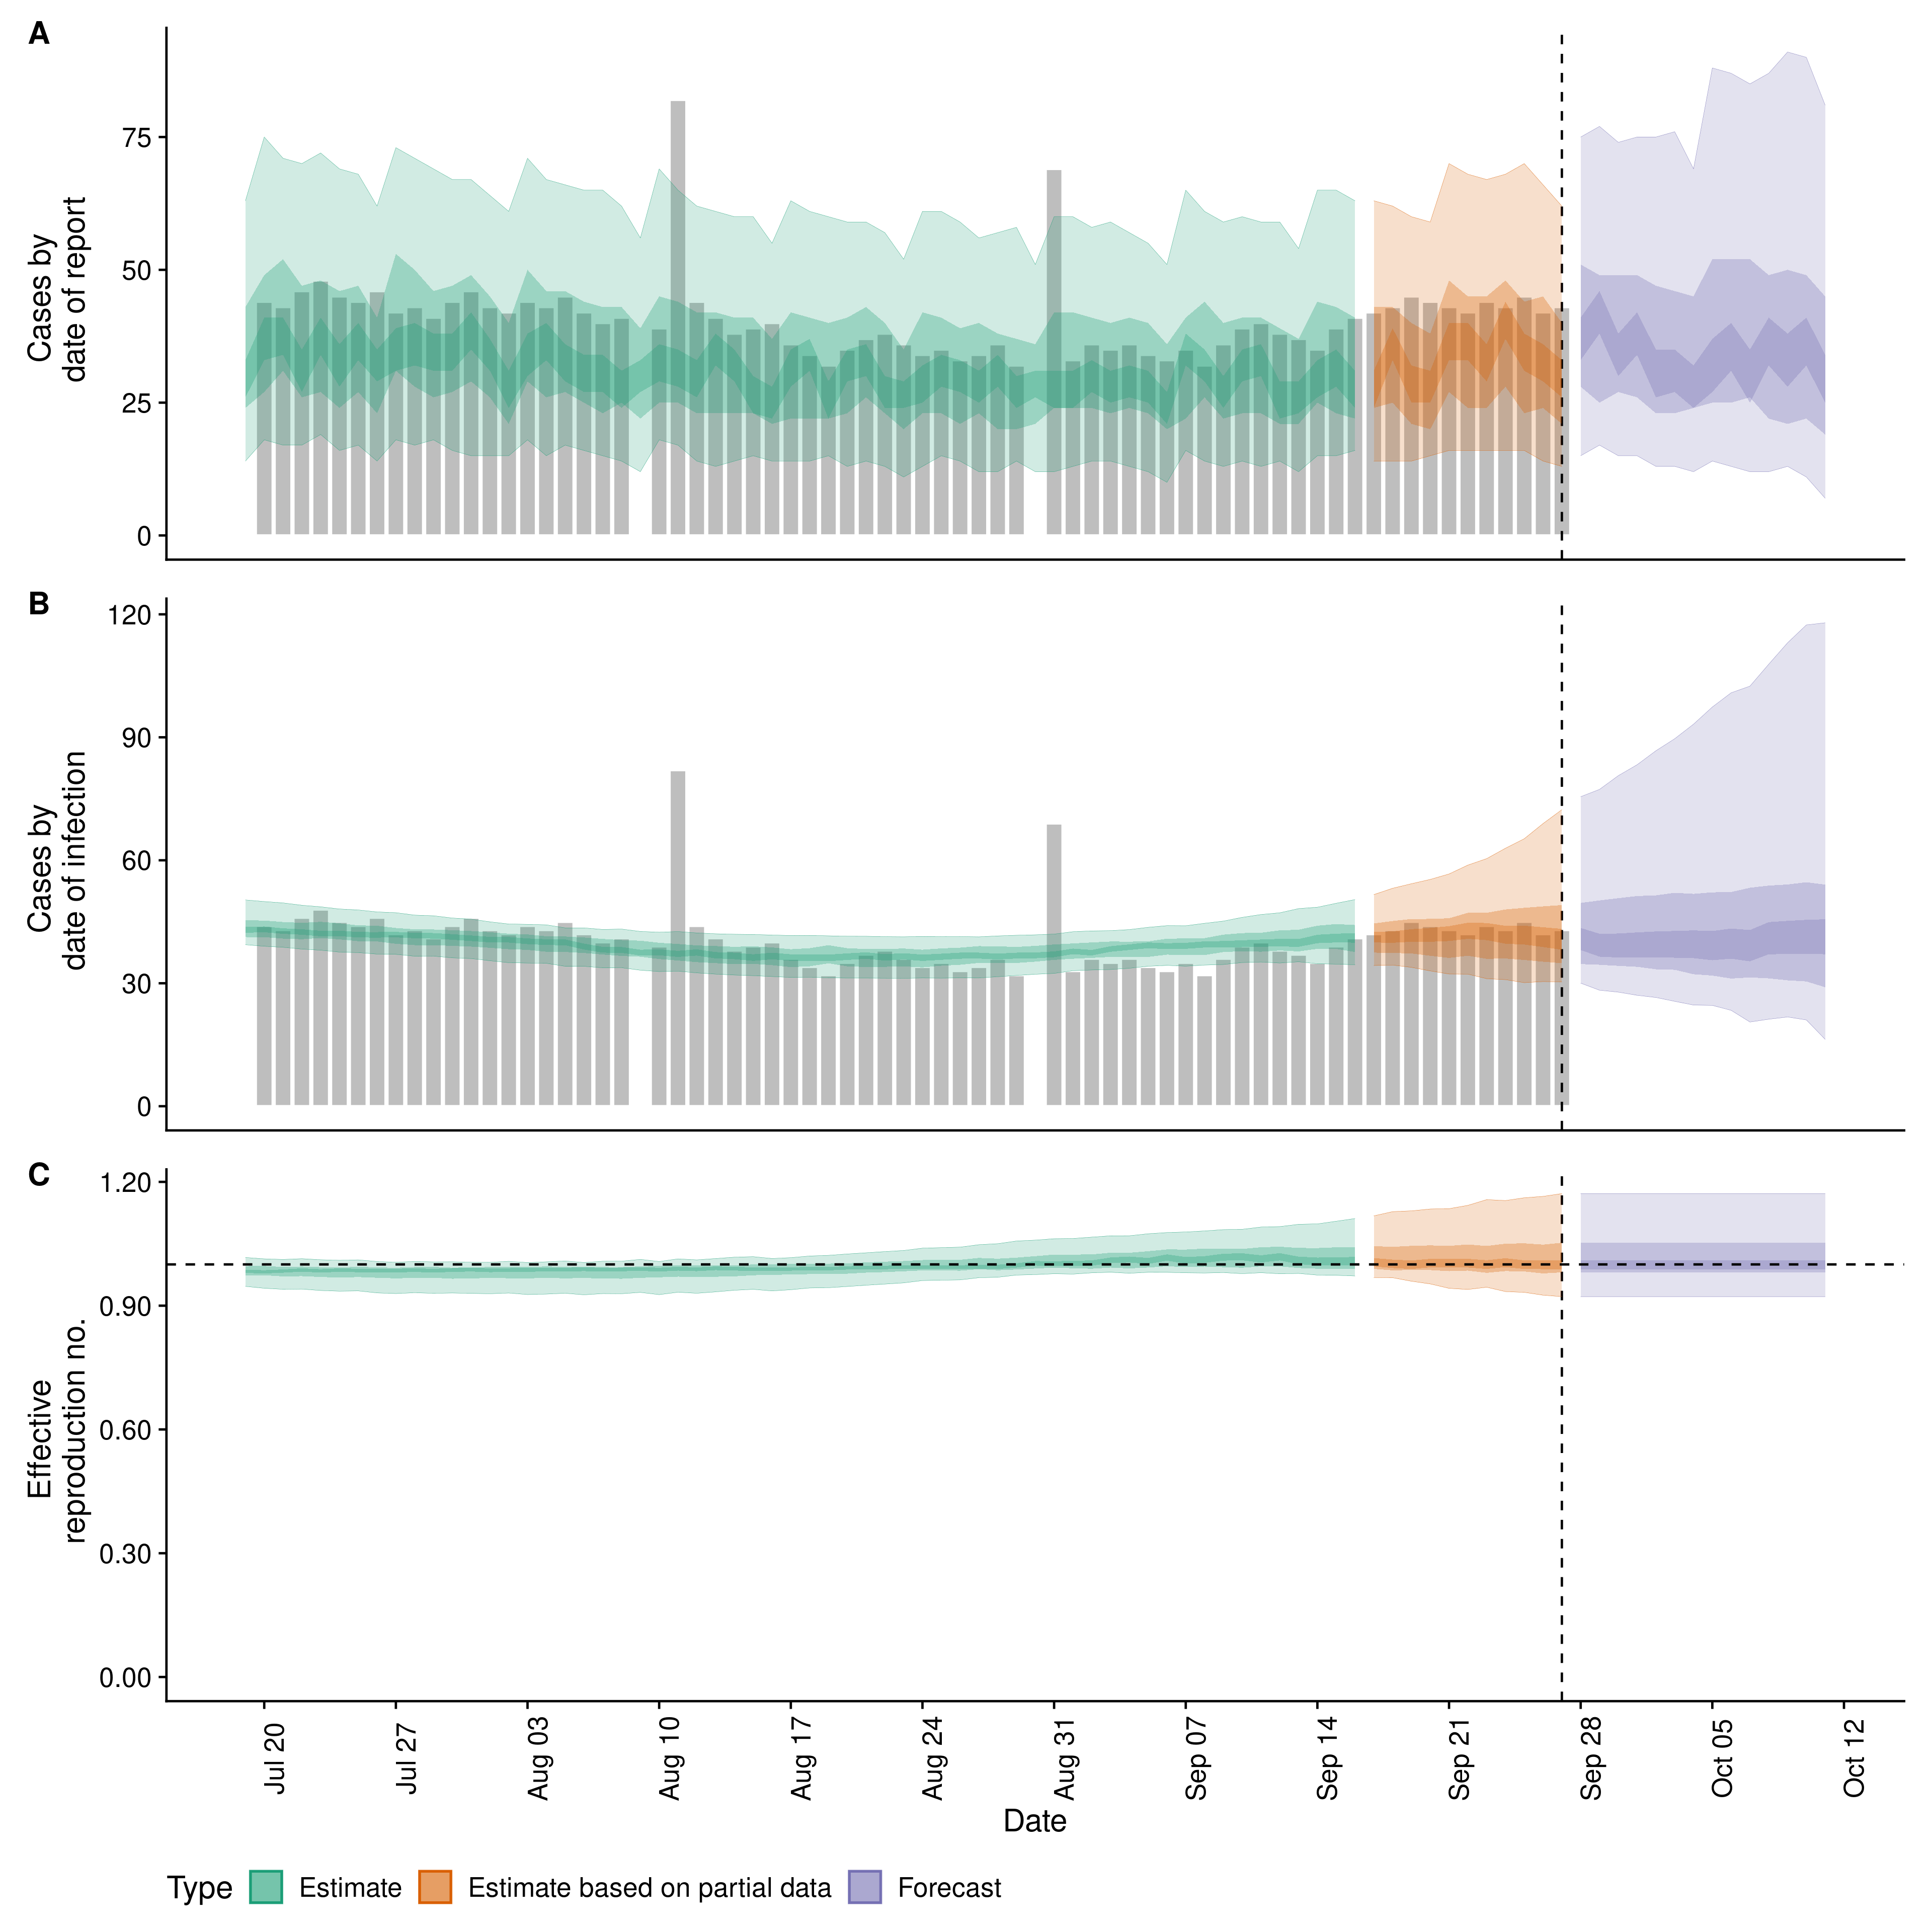 A
Cases by
date of report
75
50
25
0
B
Cases by
date of infection
120
90
60
30
0
C
Effective
reproduction no.
1.20
0.90
0.60
0.30
0.00
Jul 20
Jul 27
Aug 03
Aug 10
Aug 17
Aug 24
Aug 31
Sep 07
Sep 14
Sep 21
Sep 28
Oct 05
Oct 12
Date
Type Estimate Estimate based on partial data Forecast